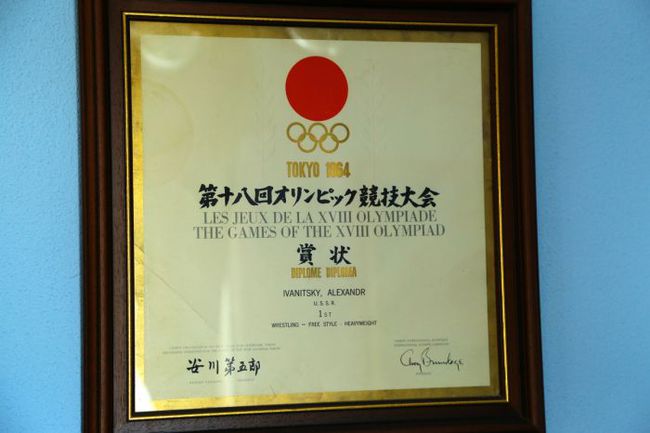 TOKYO 1964
第十八回オリンピック競技大会
LES JEUX DE LA XVIII OLYMPIADE
THE GAMES OF THE XVIII OLYMPIAD
賞状
DIPLOME DIPLOMA
IVANITSKY, ALEXANDR
U.S.S.R.
1ST
WRESTLING — FREE STYLE - HEAVYWEIGHT
安川第五郎
Avery Brundage